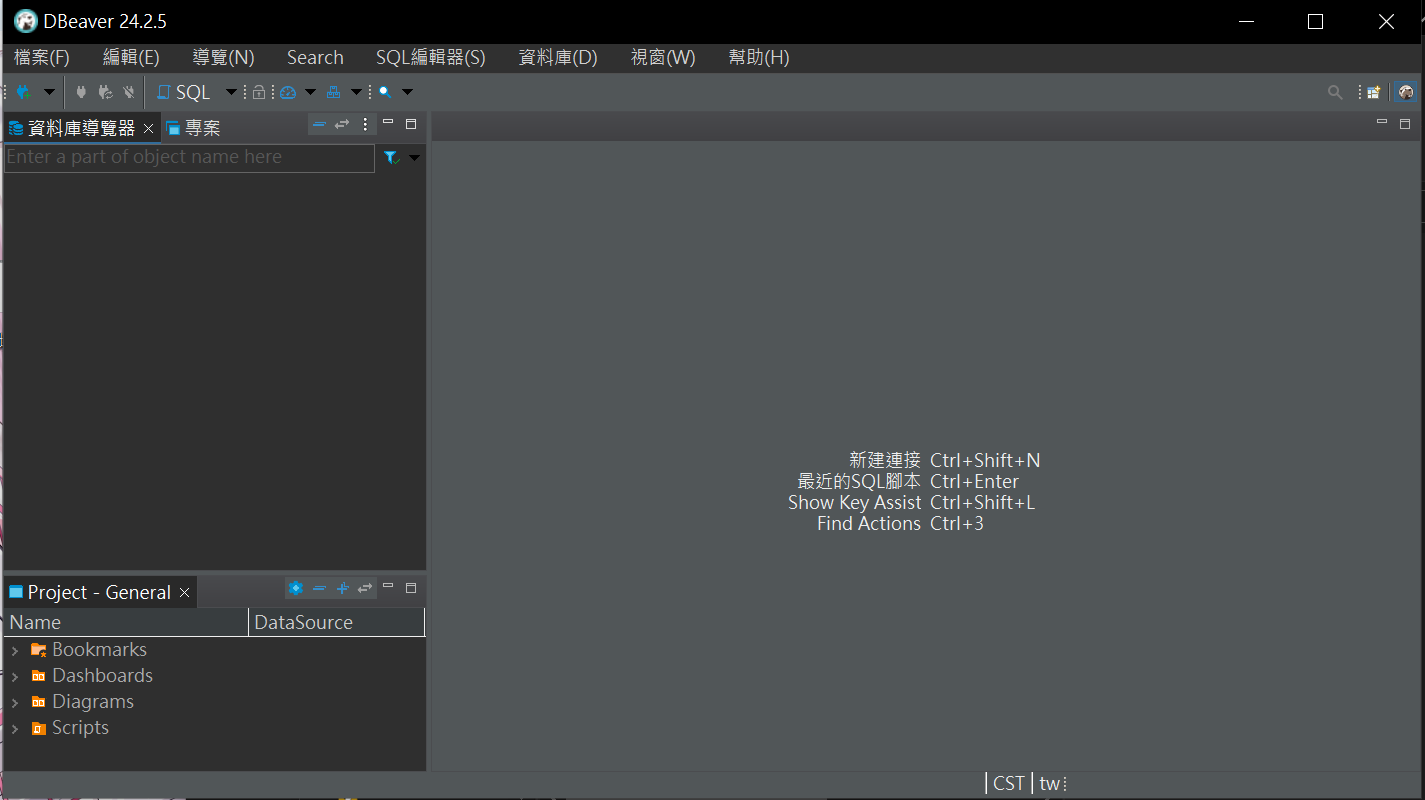 DBeaver 24.2.5
檔案(F) 編輯(E) 導覽(N) Search SQL編輯器(S) 資料庫(D) 視窗(W) 幫助(H)
SQL
資料庫導覽器 專案
Enter a part of object name here
新建連接 Ctrl+Shift+N
最近的SQL腳本 Ctrl+Enter
Show Key Assist Ctrl+Shift+L
Find Actions Ctrl+3
Project - General
Name DataSource
Bookmarks
Dashboards
Diagrams
Scripts
CST tw